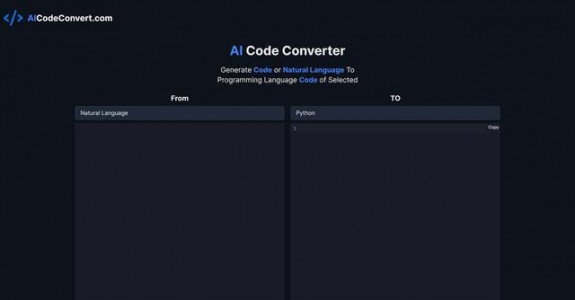 </> AICodeConvert.com
AI Code Converter
Generate Code or Natural Language To
Programming Language Code of Selected
From
TO
Natural Language
Python
1
Copy